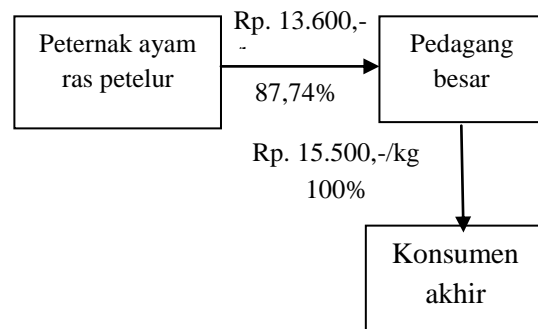 Peternak ayam
ras petelur
Rp. 13.600,-
87,74%
Pedagang
besar
Rp. 15.500,-/kg
100%
Konsumen
akhir